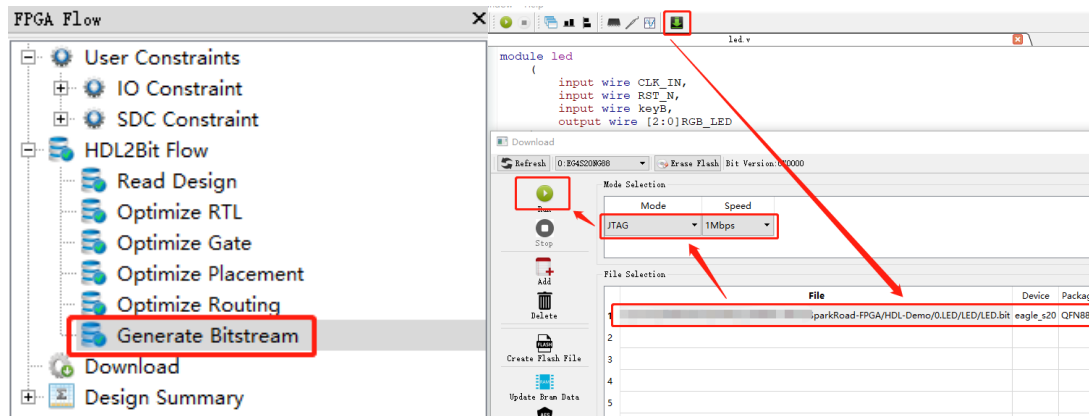 FPGA Flow
User Constraints
IO Constraint
SDC Constraint
HDL2Bit Flow
Read Design
Optimize RTL
Optimize Gate
Optimize Placement
Optimize Routing
Generate Bitstream
Download
Design Summary
led.v
module led
(
input wire CLK_IN,
input wire RST_N,
input wire keyB,
output wire [2:0]RGB_LED
Download
Refresh 0:EG4S20NG88 Erase Flash Bit Version:0X0000
Run
Stop
Add
Delete
Create Flash File
Update Bram Data
Mode Selection
Mode Speed
JTAG 1Mbps
File Selection
File Device Packag
1 parkRoad-FPGA/HDL-Demo/0.LED/LED/LED.bit eagle_s20 QFN88
2
3
4
5